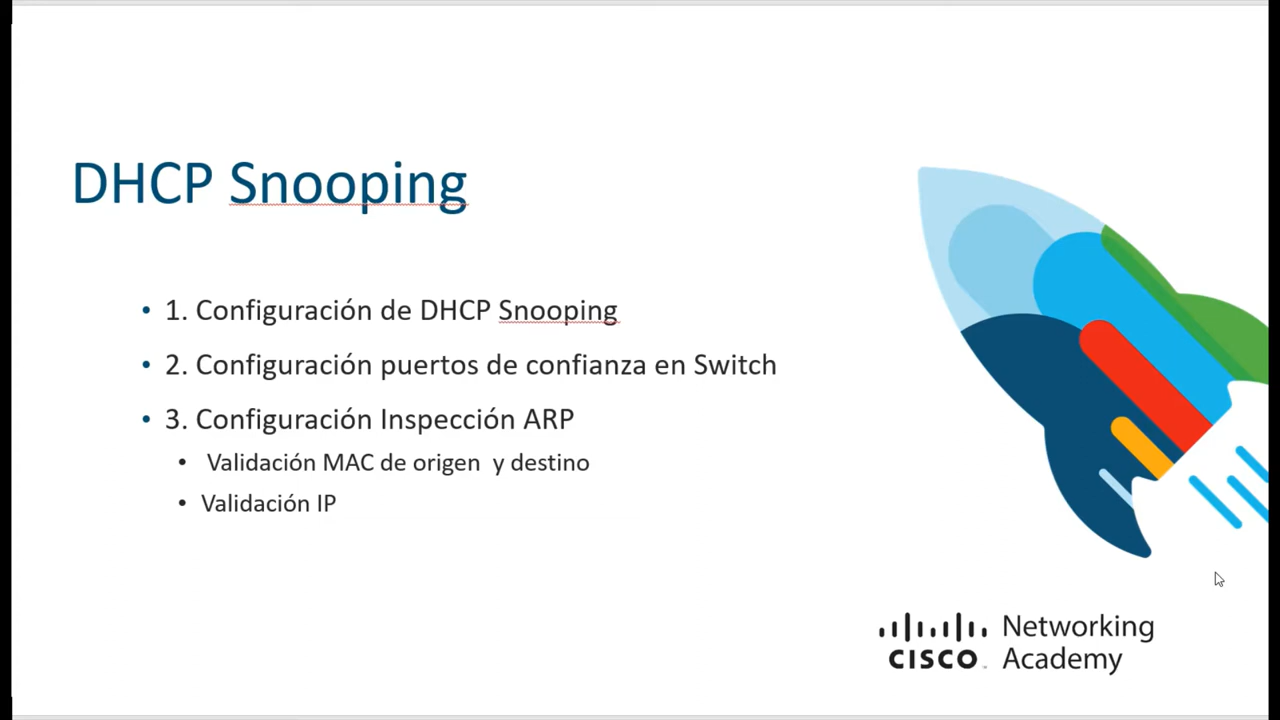 DHCP Snooping
• 1. Configuración de DHCP Snooping
• 2. Configuración puertos de confianza en Switch
• 3. Configuración Inspección ARP
• Validación MAC de origen y destino
• Validación IP
CISCO Networking
Academy